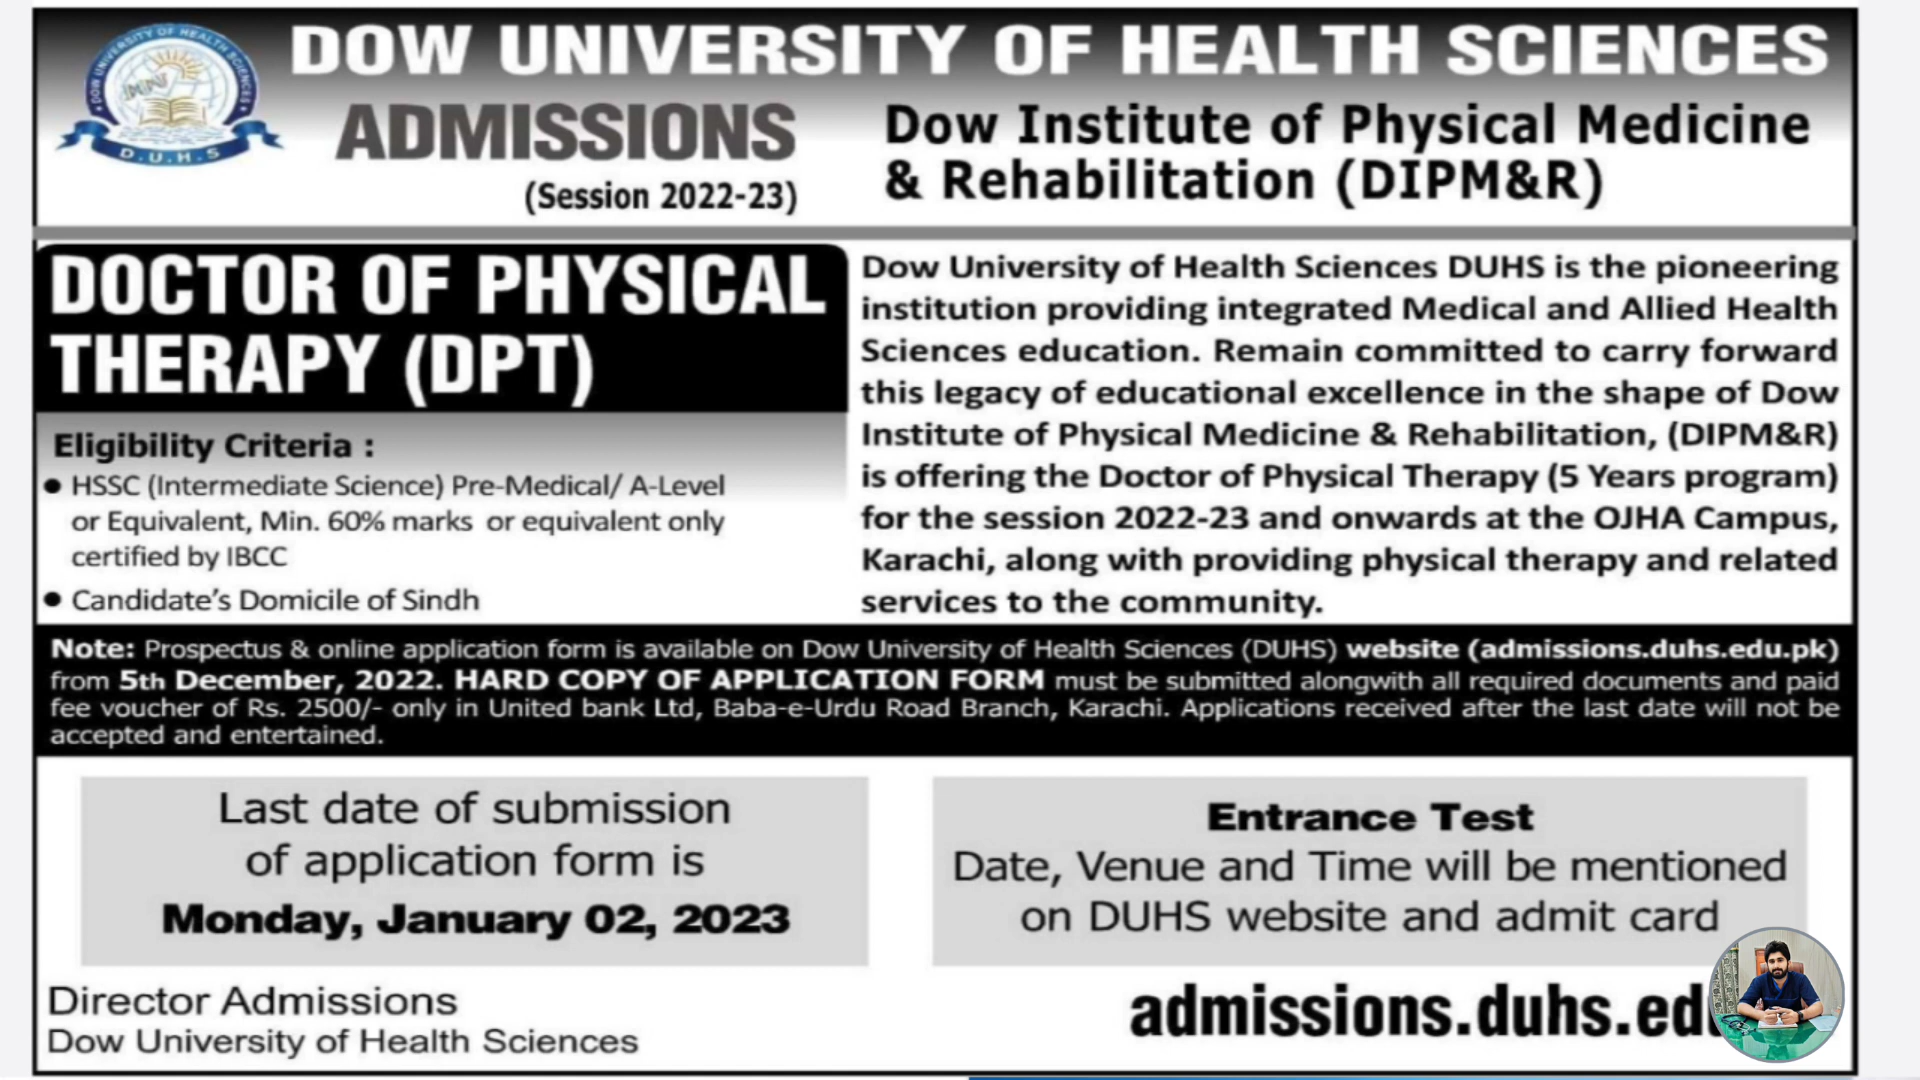 DOW UNIVERSITY OF HEALTH SCIENCES
D.U.H.S
DOW UNIVERSITY OF HEALTH SCIENCES
ADMISSIONS
(Session 2022-23)
Dow Institute of Physical Medicine
& Rehabilitation (DIPM&R)
DOCTOR OF PHYSICAL
THERAPY (DPT)
Eligibility Criteria :
● HSSC (Intermediate Science) Pre-Medical/ A-Level
or Equivalent, Min. 60% marks or equivalent only
certified by IBCC
● Candidate's Domicile of Sindh
Dow University of Health Sciences DUHS is the pioneering
institution providing integrated Medical and Allied Health
Sciences education. Remain committed to carry forward
this legacy of educational excellence in the shape of Dow
Institute of Physical Medicine & Rehabilitation, (DIPM&R)
is offering the Doctor of Physical Therapy (5 Years program)
for the session 2022-23 and onwards at the OJHA Campus,
Karachi, along with providing physical therapy and related
services to the community.
Note: Prospectus & online application form is available on Dow University of Health Sciences (DUHS) website (admissions.duhs.edu.pk)
from 5th December, 2022. HARD COPY OF APPLICATION FORM must be submitted alongwith all required documents and paid
fee voucher of Rs. 2500/- only in United bank Ltd, Baba-e-Urdu Road Branch, Karachi. Applications received after the last date will not be
accepted and entertained.
Last date of submission
of application form is
Monday, January 02, 2023
Entrance Test
Date, Venue and Time will be mentioned
on DUHS website and admit card
Director Admissions
Dow University of Health Sciences
admissions.duhs.ed